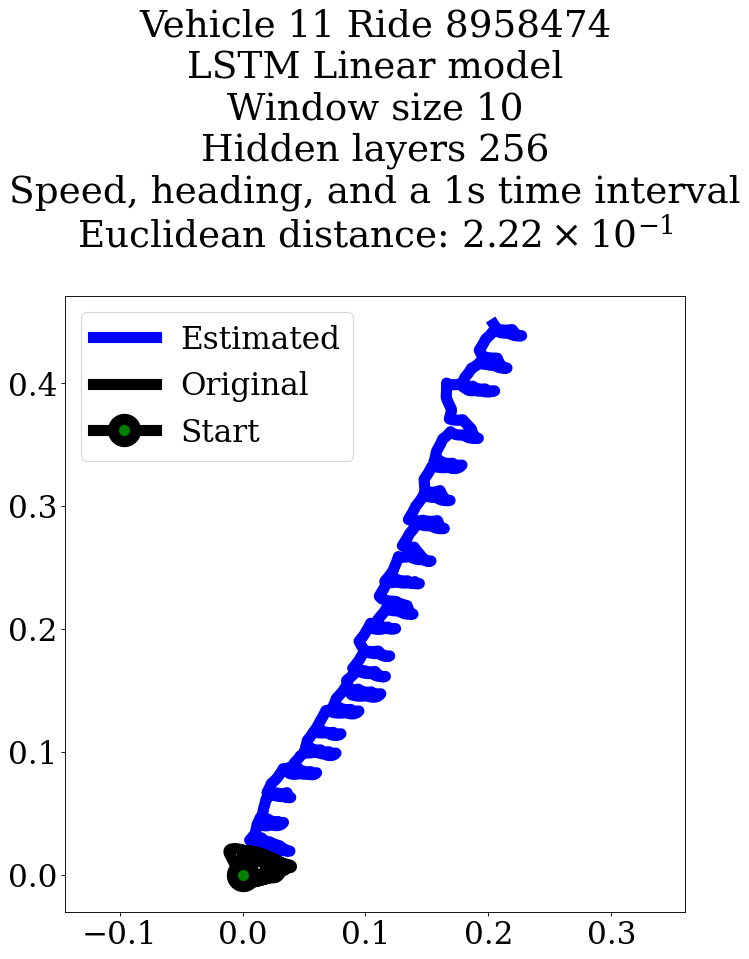 Vehicle 11 Ride 8958474
LSTM Linear model
Window size 10
Hidden layers 256
Speed, heading, and a 1s time interval
Euclidean distance: 2.22 × 10⁻¹
Estimated
Original
Start
0.4
0.3
0.2
0.1
0.0
−0.1 0.0 0.1 0.2 0.3